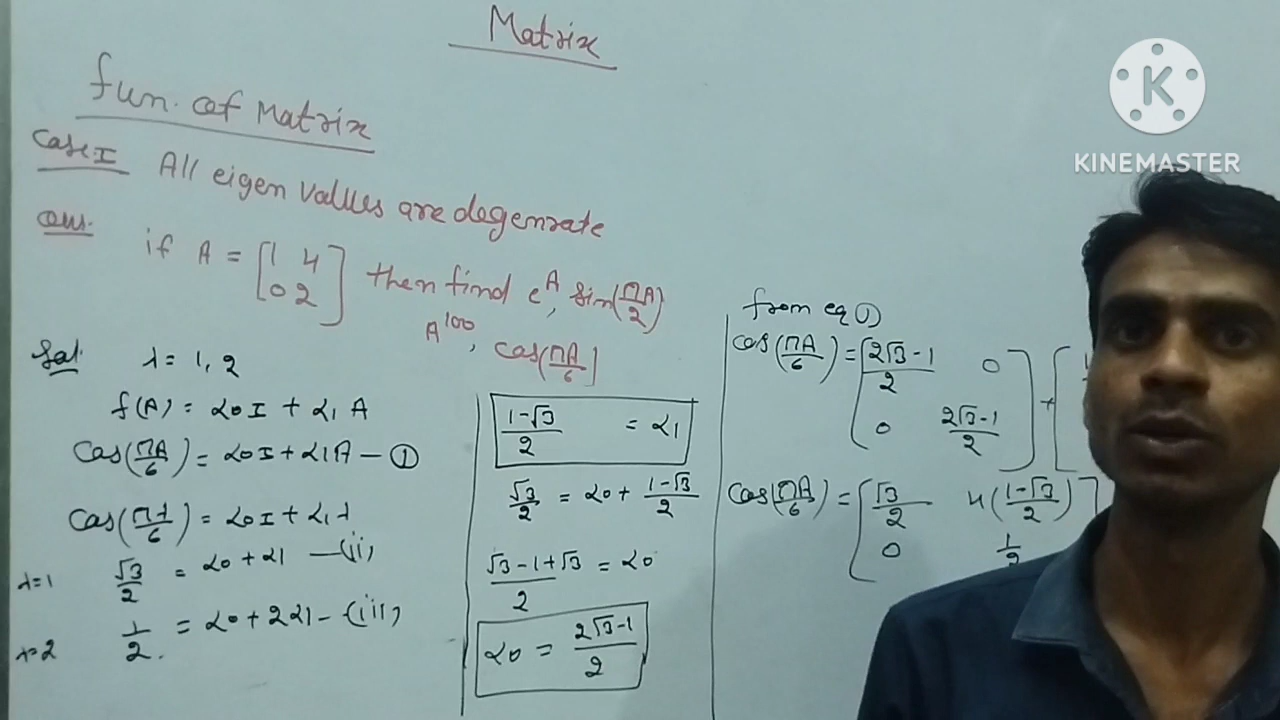 Matrix
K
KINEMASTER
fun. of Matrix
Case-I All eigen values are degenrate
Que. if A = [1 4 0 2] then find e^A, sin(πA/2)
A^100, cos(πA/6)
Sol. λ = 1, 2
f(A) = α0 I + α1 A
Cos(πA/6) = α0 I + α1 A — ①
Cos(πλ/6) = α0 I + α1 λ
λ=1 √3/2 = α0 + α1 — (ii)
λ=2 1/2 = α0 + 2α1 – (iii)
(1-√3)/2 = α1
√3/2 = α0 + (1-√3)/2
(√3-1+√3)/2 = α0
α0 = (2√3-1)/2
from eq ①
Cos(πA/6) = [(2√3-1)/2 0 0 (2√3-1)/2] + [
Cos(πA/6) = [√3/2 4((1-√3)/2) 0 1/2